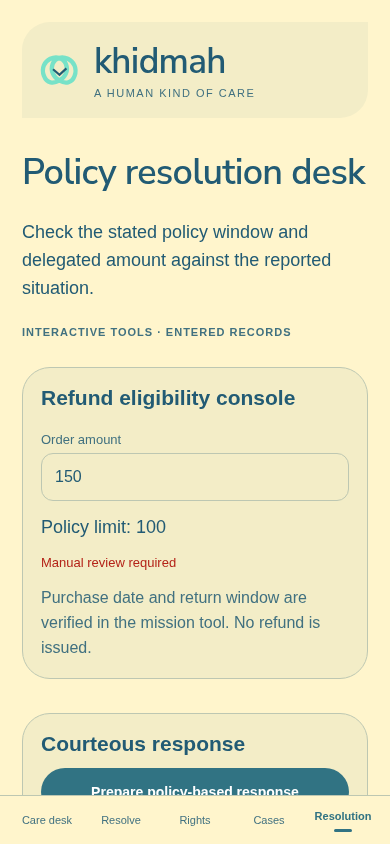 khidmah
A HUMAN KIND OF CARE
Policy resolution desk
Check the stated policy window and
delegated amount against the reported
situation.
INTERACTIVE TOOLS · ENTERED RECORDS
Refund eligibility console
Order amount
150
Policy limit: 100
Manual review required
Purchase date and return window are
verified in the mission tool. No refund is
issued.
Courteous response
Prepare policy-based response
Care desk
Resolve
Rights
Cases
Resolution